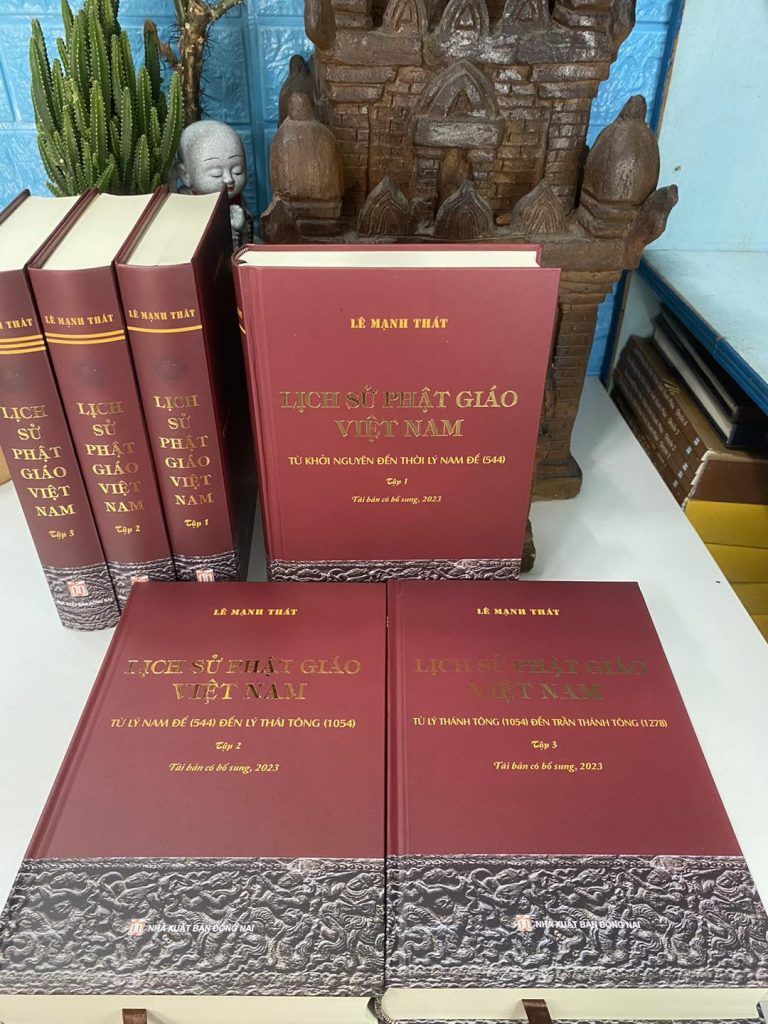 LÊ MẠNH THÁT
LỊCH SỬ PHẬT GIÁO
VIỆT NAM
TỪ KHỞI NGUYÊN ĐẾN THỜI LÝ NAM ĐẾ (544)
Tập 1
Tái bản có bổ sung, 2023
MẠNH THÁT
LỊCH
SỬ
PHẬT
GIÁO
VIỆT
NAM
Tập 3
NHÀ XUẤT BẢN ĐỒNG NAI
LÊ MẠNH THÁT
LỊCH
SỬ
PHẬT
GIÁO
VIỆT
NAM
Tập 2
LÊ MẠNH THÁT
LỊCH
SỬ
PHẬT
GIÁO
VIỆT
NAM
Tập 1
LÊ MẠNH THÁT
LỊCH SỬ PHẬT GIÁO
VIỆT NAM
TỪ LÝ NAM ĐẾ (544) ĐẾN LÝ THÁI TÔNG (1054)
Tập 2
Tái bản có bổ sung, 2023
NHÀ XUẤT BẢN ĐỒNG NAI
LÊ MẠNH THÁT
LỊCH SỬ PHẬT GIÁO
VIỆT NAM
TỪ LÝ THÁNH TÔNG (1054) ĐẾN TRẦN THÁNH TÔNG (1278)
Tập 3
Tái bản có bổ sung, 2023
NHÀ XUẤT BẢN ĐỒNG NAI